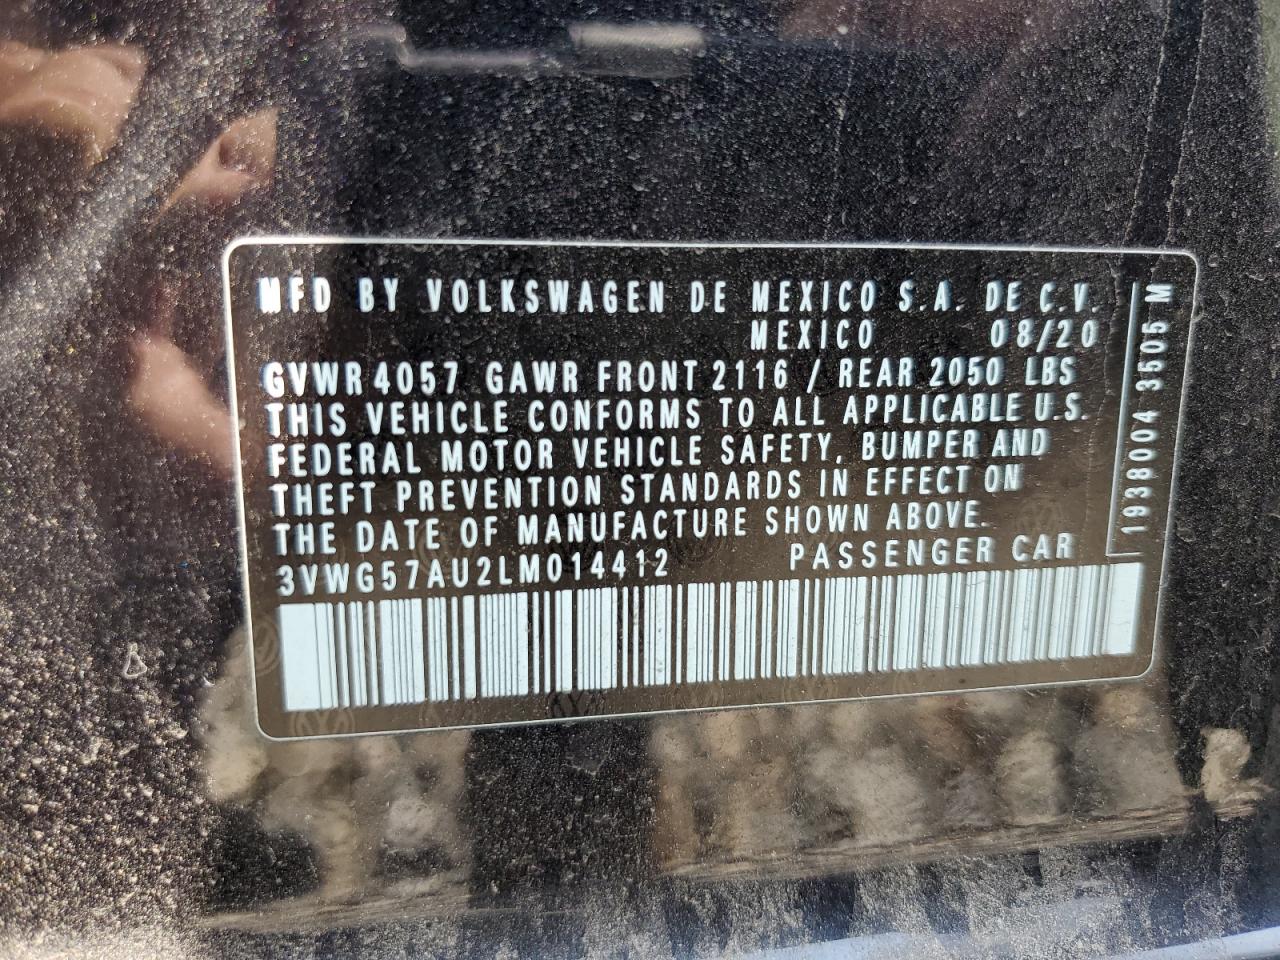 MFD BY VOLKSWAGEN DE MEXICO S.A. DE C.V.
MEXICO 08/20
GVWR 4057 GAWR FRONT 2116 / REAR 2050 LBS
THIS VEHICLE CONFORMS TO ALL APPLICABLE U.S.
FEDERAL MOTOR VEHICLE SAFETY, BUMPER AND
THEFT PREVENTION STANDARDS IN EFFECT ON
THE DATE OF MANUFACTURE SHOWN ABOVE.
3VWG57AU2LM014412 PASSENGER CAR
1938004 3505 M